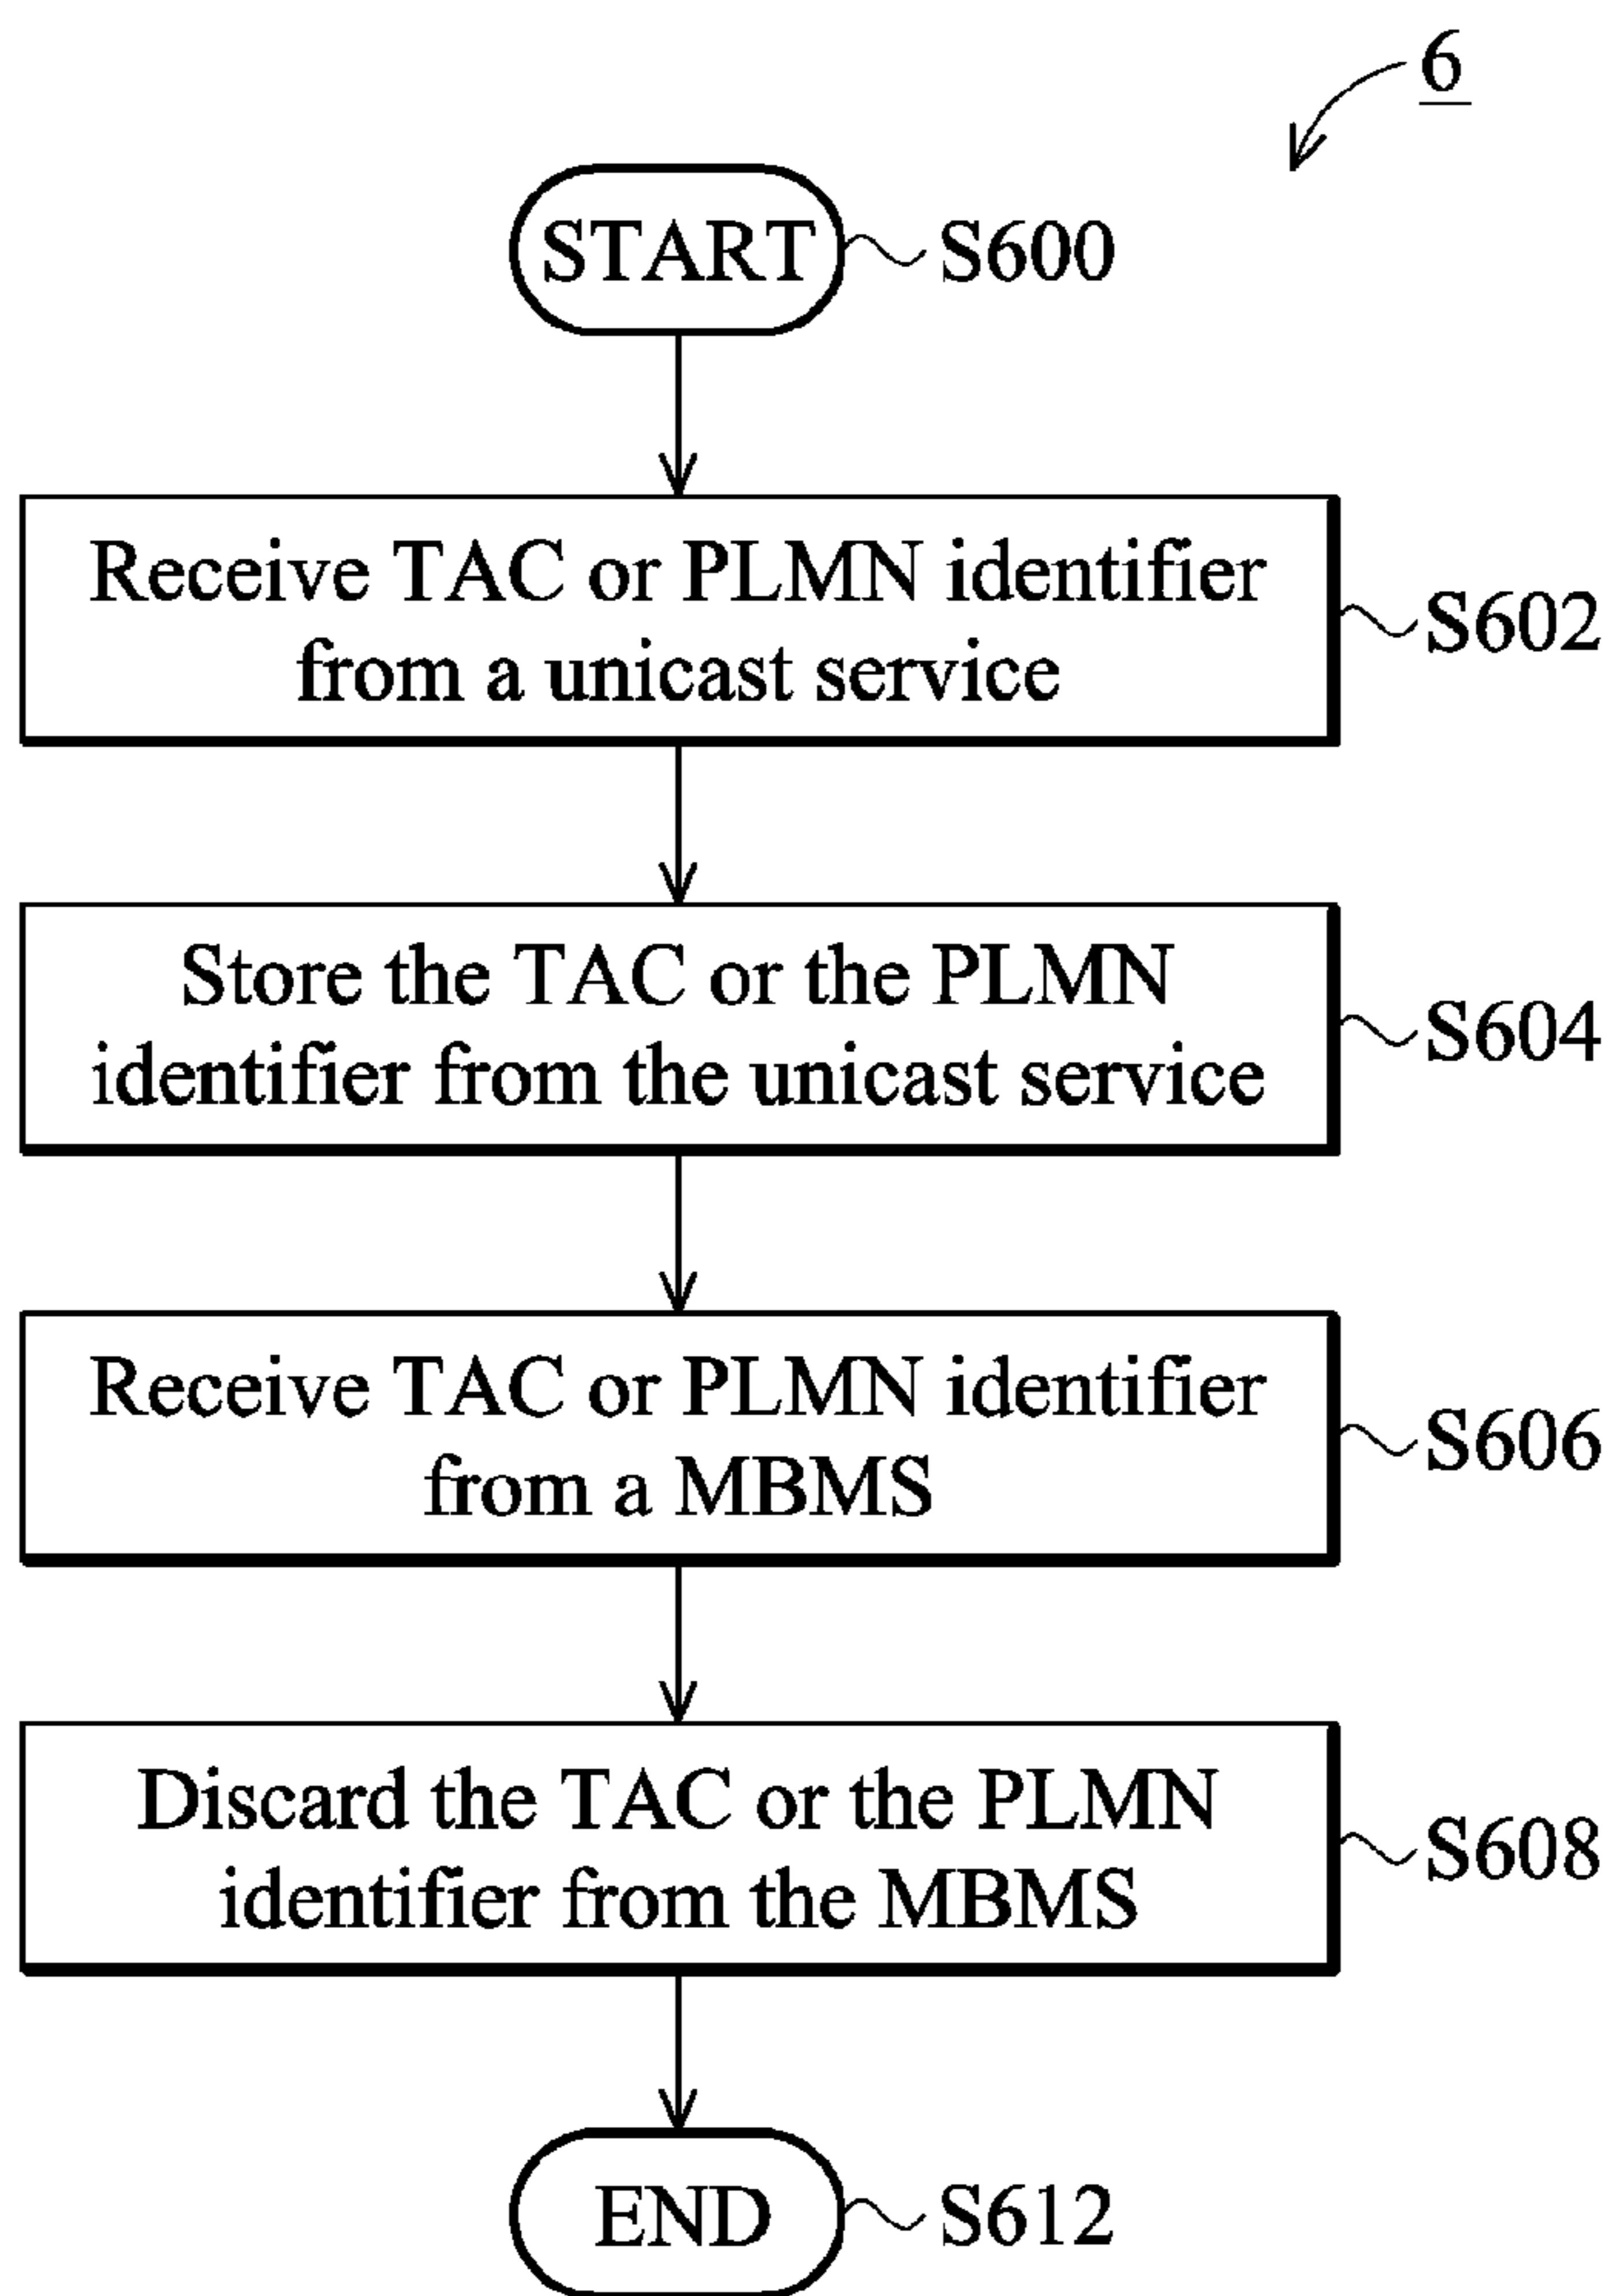 6
START
S600
Receive TAC or PLMN identifier
from a unicast service
S602
Store the TAC or the PLMN
identifier from the unicast service
S604
Receive TAC or PLMN identifier
from a MBMS
S606
Discard the TAC or the PLMN
identifier from the MBMS
S608
END
S612